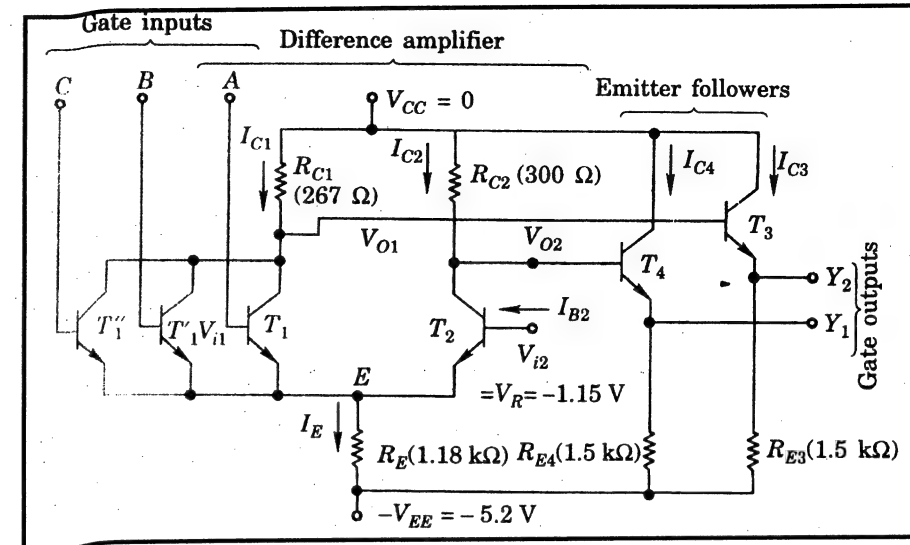 Gate inputs
Difference amplifier
Emitter followers
C
B
A
V_CC = 0
I_C1
R_C1
(267 Ω)
I_C2
R_C2 (300 Ω)
I_C4
I_C3
V_O1
V_O2
T_3
T_4
Y_2
Y_1
Gate outputs
T''_1
T'_1
V_i1
T_1
T_2
I_B2
V_i2
=V_R=−1.15 V
E
I_E
R_E(1.18 kΩ)
R_E4(1.5 kΩ)
R_E3(1.5 kΩ)
−V_EE = −5.2 V